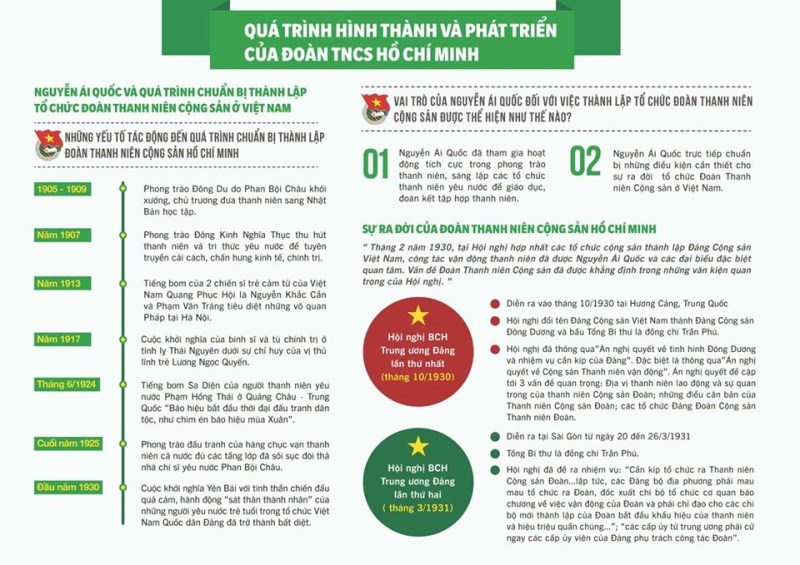 QUÁ TRÌNH HÌNH THÀNH VÀ PHÁT TRIỂN
CỦA ĐOÀN TNCS HỒ CHÍ MINH
NGUYỄN ÁI QUỐC VÀ QUÁ TRÌNH CHUẨN BỊ THÀNH LẬP
TỔ CHỨC ĐOÀN THANH NIÊN CỘNG SẢN Ở VIỆT NAM
NHỮNG YẾU TỐ TÁC ĐỘNG ĐẾN QUÁ TRÌNH CHUẨN BỊ THÀNH LẬP
ĐOÀN THANH NIÊN CỘNG SẢN HỒ CHÍ MINH
1905 - 1909
Phong trào Đông Du do Phan Bội Châu khởi
xướng, chủ trương đưa thanh niên sang Nhật
Bản học tập.
Năm 1907
Phong trào Đông Kinh Nghĩa Thục thu hút
thanh niên và trí thức yêu nước để tuyên
truyền cải cách, chấn hưng kinh tế, chính trị.
Năm 1913
Tiếng bom của 2 chiến sĩ trẻ cảm tử của Việt
Nam Quang Phục Hội là Nguyễn Khắc Cần
và Phạm Văn Tráng tiêu diệt những võ quan
Pháp tại Hà Nội.
Năm 1917
Cuộc khởi nghĩa của binh sĩ và tù chính trị ở
tỉnh lỵ Thái Nguyên dưới sự chỉ huy của vị thủ
lĩnh trẻ Lương Ngọc Quyến.
Tháng 6/1924
Tiếng bom Sa Diện của người thanh niên yêu
nước Phạm Hồng Thái ở Quảng Châu - Trung
Quốc "Báo hiệu bắt đầu thời đại đấu tranh dân
tộc, như chim én báo hiệu mùa Xuân".
Cuối năm 1925
Phong trào đấu tranh của hàng chục vạn thanh
niên cả nước đủ các tầng lớp đã sôi sục đòi thả
nhà chí sĩ yêu nước Phan Bội Châu.
Đầu năm 1930
Cuộc khởi nghĩa Yên Bái với tinh thần chiến đấu
quả cảm, hành động "sát thân thành nhân" của
những người yêu nước trẻ tuổi trong tổ chức Việt
Nam Quốc dân Đảng đã trở thành bất diệt.
VAI TRÒ CỦA NGUYỄN ÁI QUỐC ĐỐI VỚI VIỆC THÀNH LẬP TỔ CHỨC ĐOÀN THANH NIÊN
CỘNG SẢN ĐƯỢC THỂ HIỆN NHƯ THẾ NÀO?
01
Nguyễn Ái Quốc đã tham gia hoạt
động tích cực trong phong trào
thanh niên, sáng lập các tổ chức
thanh niên yêu nước để giáo dục,
đoàn kết tập hợp thanh niên.
02
Nguyễn Ái Quốc trực tiếp chuẩn
bị những điều kiện cần thiết cho
sự ra đời tổ chức Đoàn Thanh
niên Cộng sản ở Việt Nam.
SỰ RA ĐỜI CỦA ĐOÀN THANH NIÊN CỘNG SẢN HỒ CHÍ MINH
" Tháng 2 năm 1930, tại Hội nghị hợp nhất các tổ chức cộng sản thành lập Đảng Cộng sản
Việt Nam, công tác vận động thanh niên đã được Nguyễn Ái Quốc và các đại biểu đặc biệt
quan tâm. Vấn đề Đoàn Thanh niên Cộng sản đã được khẳng định trong những văn kiện quan
trọng của Hội nghị. "
Hội nghị BCH
Trung ương Đảng
lần thứ nhất
(tháng 10/1930)
Diễn ra vào tháng 10/1930 tại Hương Cảng, Trung Quốc
Hội nghị đổi tên Đảng Cộng sản Việt Nam thành Đảng Cộng sản
Đông Dương và bầu Tổng Bí thư là đồng chí Trần Phú.
Hội nghị đã thông qua"Án nghị quyết về tình hình Đông Dương
và nhiệm vụ cần kíp của Đảng". Đặc biệt là thông qua"Án nghị
quyết về Cộng sản Thanh niên vận động". Án nghị quyết đề cập
tới 3 vấn đề quan trọng: Địa vị thanh niên lao động và sự quan
trọng của thanh niên Cộng sản Đoàn; những điều căn bản của
Thanh niên Cộng sản Đoàn; các tổ chức Đảng Đoàn Cộng sản
Thanh niên.
Hội nghị BCH
Trung ương Đảng
lần thứ hai
( tháng 3/1931)
Diễn ra tại Sài Gòn từ ngày 20 đến 26/3/1931
Tổng Bí thư là đồng chí Trần Phú.
Hội nghị đã đề ra nhiệm vụ: "Cần kíp tổ chức ra Thanh niên
Cộng sản Đoàn...lập tức, các Đảng bộ địa phương phải mau
mau tổ chức ra Đoàn, đốc xuất chi bộ tổ chức cơ quan báo
chương về việc vận động của Đoàn và phải chỉ đạo cho các chi
bộ mới thành lập của Đoàn bắt đầu khẩu hiệu của thanh niên
và hiệu triệu quần chúng..."; "các cấp ủy từ trung ương phải cử
ngay các cấp ủy viên của Đảng phụ trách công tác Đoàn".